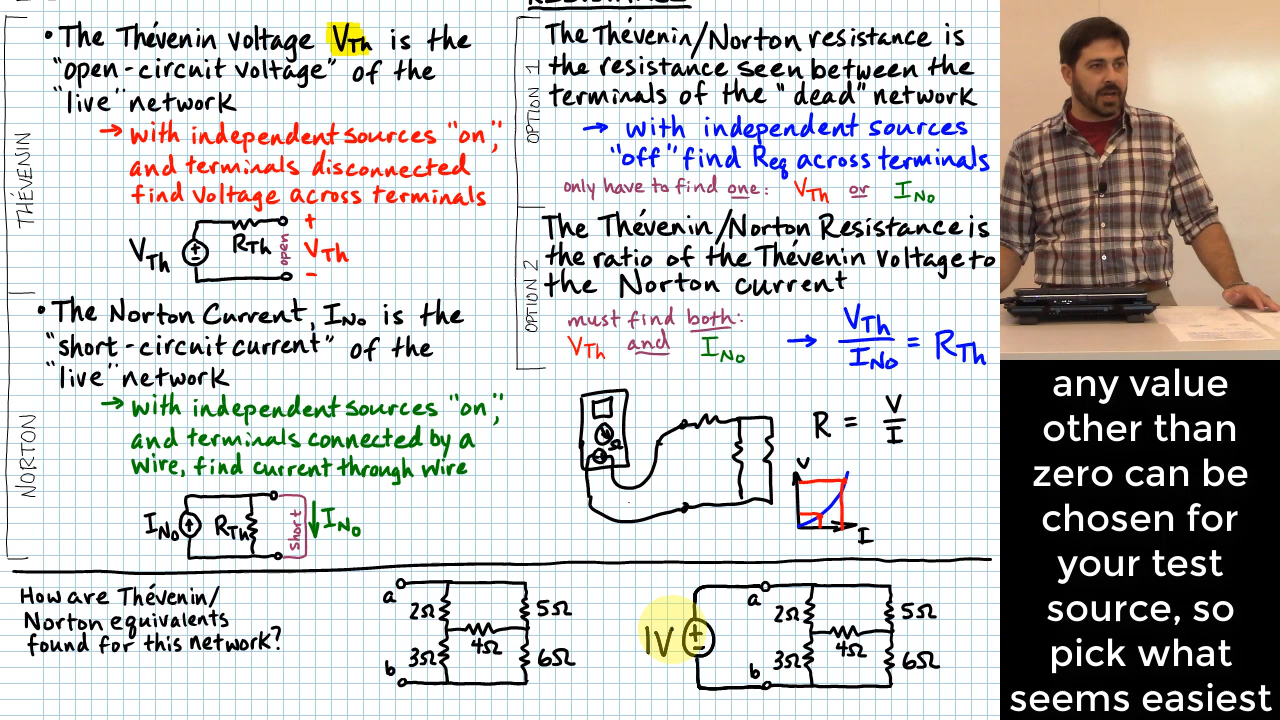 RESISTANCE
THÉVENIN
• The Thévenin voltage VTh is the
"open-circuit voltage" of the
"live" network
→ with independent sources "on",
and terminals disconnected
find voltage across terminals
VTh
RTh
open
+
VTh
-
NORTON
• The Norton Current, INo is the
"short-circuit current" of the
"live" network
→ with independent sources "on",
and terminals connected by a
wire, find current through wire
INo
RTh
short
INo
OPTION 1
The Thévenin/Norton resistance is
the resistance seen between the
terminals of the "dead" network
→ with independent sources
"off" find Req across terminals
only have to find one: VTh or INo
OPTION 2
The Thévenin/Norton Resistance is
the ratio of the Thévenin voltage to
the Norton current
must find both:
VTh and INo
→ VTh / INo = RTh
Ω
R = V / I
V
I
How are Thévenin/
Norton equivalents
found for this network?
a
2Ω
5Ω
4Ω
3Ω
6Ω
b
1V
+
-
a
2Ω
5Ω
4Ω
3Ω
6Ω
b
any value
other than
zero can be
chosen for
your test
source, so
pick what
seems easiest